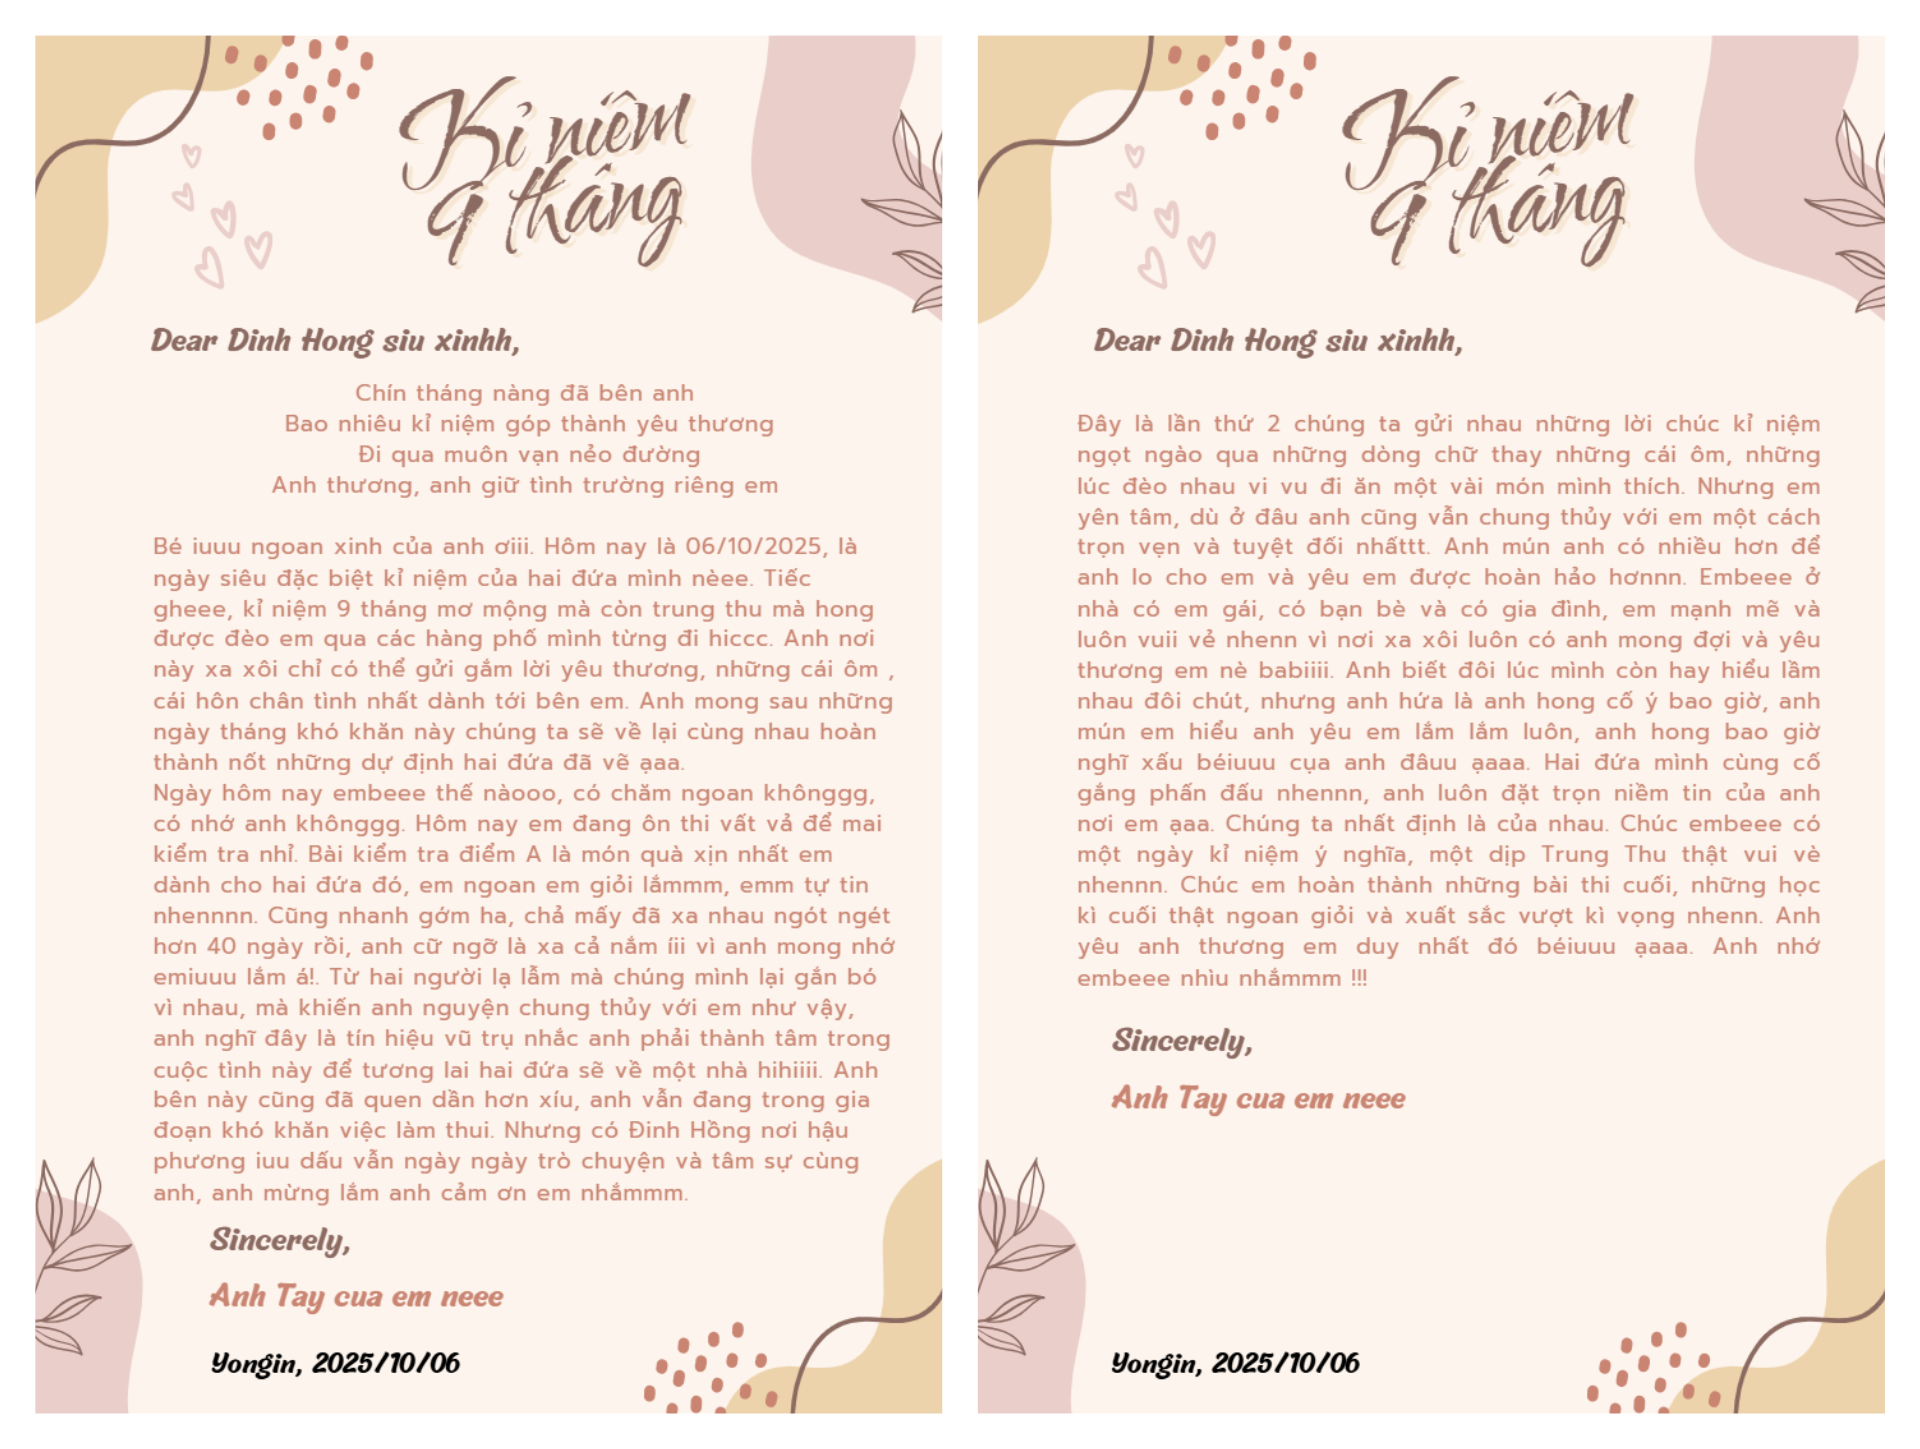 Kỉ niệm
9 tháng
Dear Dinh Hong siu xinhh,
Chín tháng nàng đã bên anh
Bao nhiêu kỉ niệm góp thành yêu thương
Đi qua muôn vạn nẻo đường
Anh thương, anh giữ tình trường riêng em
Bé iuuu ngoan xinh của anh ơiii. Hôm nay là 06/10/2025, là
ngày siêu đặc biệt kỉ niệm của hai đứa mình nèee. Tiếc
gheee, kỉ niệm 9 tháng mơ mộng mà còn trung thu mà hong
được đèo em qua các hàng phố mình từng đi hiccc. Anh nơi
này xa xôi chỉ có thể gửi gắm lời yêu thương, những cái ôm ,
cái hôn chân tình nhất dành tới bên em. Anh mong sau những
ngày tháng khó khăn này chúng ta sẽ về lại cùng nhau hoàn
thành nốt những dự định hai đứa đã vẽ ạaa.
Ngày hôm nay embeee thế nàooo, có chăm ngoan khônggg,
có nhớ anh khônggg. Hôm nay em đang ôn thi vất vả để mai
kiểm tra nhỉ. Bài kiểm tra điểm A là món quà xịn nhất em
dành cho hai đứa đó, em ngoan em giỏi lắmmm, emm tự tin
nhennnn. Cũng nhanh gớm ha, chả mấy đã xa nhau ngót ngét
hơn 40 ngày rồi, anh cữ ngỡ là xa cả nắm íii vì anh mong nhớ
emiuuu lắm á!. Từ hai người lạ lẫm mà chúng mình lại gắn bó
vì nhau, mà khiến anh nguyện chung thủy với em như vậy,
anh nghĩ đây là tín hiệu vũ trụ nhắc anh phải thành tâm trong
cuộc tình này để tương lai hai đứa sẽ về một nhà hihiiii. Anh
bên này cũng đã quen dần hơn xíu, anh vẫn đang trong gia
đoạn khó khăn việc làm thui. Nhưng có Đinh Hồng nơi hậu
phương iuu dấu vẫn ngày ngày trò chuyện và tâm sự cùng
anh, anh mừng lắm anh cảm ơn em nhắmmm.
Sincerely,
Anh Tay cua em neee
Yongin, 2025/10/06
Kỉ niệm
9 tháng
Dear Dinh Hong siu xinhh,
Đây là lần thứ 2 chúng ta gửi nhau những lời chúc kỉ niệm
ngọt ngào qua những dòng chữ thay những cái ôm, những
lúc đèo nhau vi vu đi ăn một vài món mình thích. Nhưng em
yên tâm, dù ở đâu anh cũng vẫn chung thủy với em một cách
trọn vẹn và tuyệt đối nhấttt. Anh mún anh có nhiều hơn để
anh lo cho em và yêu em được hoàn hảo hơnnn. Embeee ở
nhà có em gái, có bạn bè và có gia đình, em mạnh mẽ và
luôn vuii vẻ nhenn vì nơi xa xôi luôn có anh mong đợi và yêu
thương em nè babiiii. Anh biết đôi lúc mình còn hay hiểu lầm
nhau đôi chút, nhưng anh hứa là anh hong cố ý bao giờ, anh
mún em hiểu anh yêu em lắm lắm luôn, anh hong bao giờ
nghĩ xấu béiuuu cụa anh đâuu ạaaa. Hai đứa mình cùng cố
gắng phấn đấu nhennn, anh luôn đặt trọn niềm tin của anh
nơi em ạaa. Chúng ta nhất định là của nhau. Chúc embeee có
một ngày kỉ niệm ý nghĩa, một dịp Trung Thu thật vui vè
nhennn. Chúc em hoàn thành những bài thi cuối, những học
kì cuối thật ngoan giỏi và xuất sắc vượt kì vọng nhenn. Anh
yêu anh thương em duy nhất đó béiuuu ạaaa. Anh nhớ
embeee nhìu nhắmmm !!!
Sincerely,
Anh Tay cua em neee
Yongin, 2025/10/06